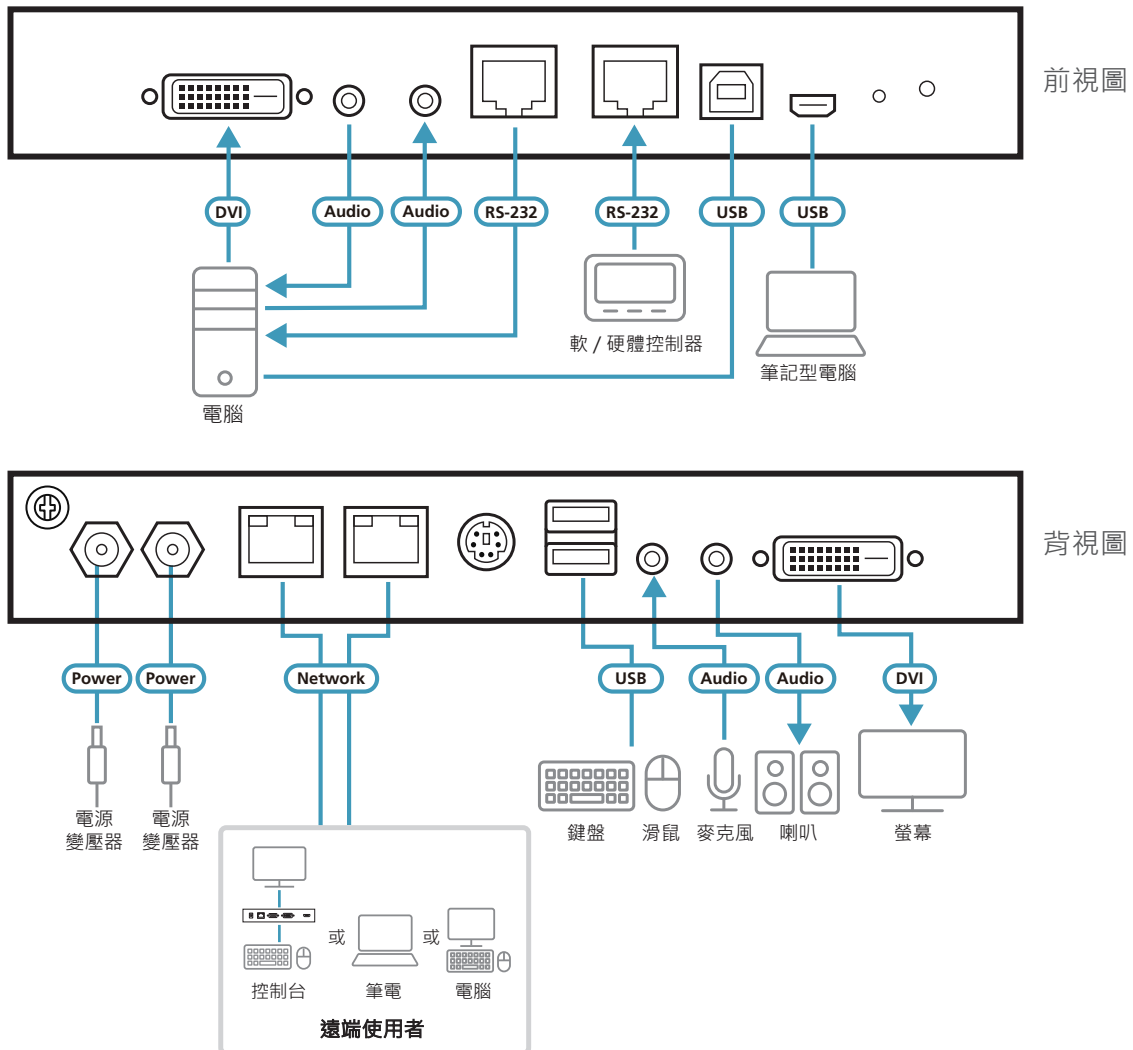 前視圖
DVI
Audio
Audio
RS-232
RS-232
USB
USB
軟 / 硬體控制器
筆記型電腦
電腦
背視圖
Power
Power
Network
USB
Audio
Audio
DVI
電源
變壓器
電源
變壓器
鍵盤
滑鼠
麥克風
喇叭
螢幕
或
或
控制台
筆電
電腦
遠端使用者